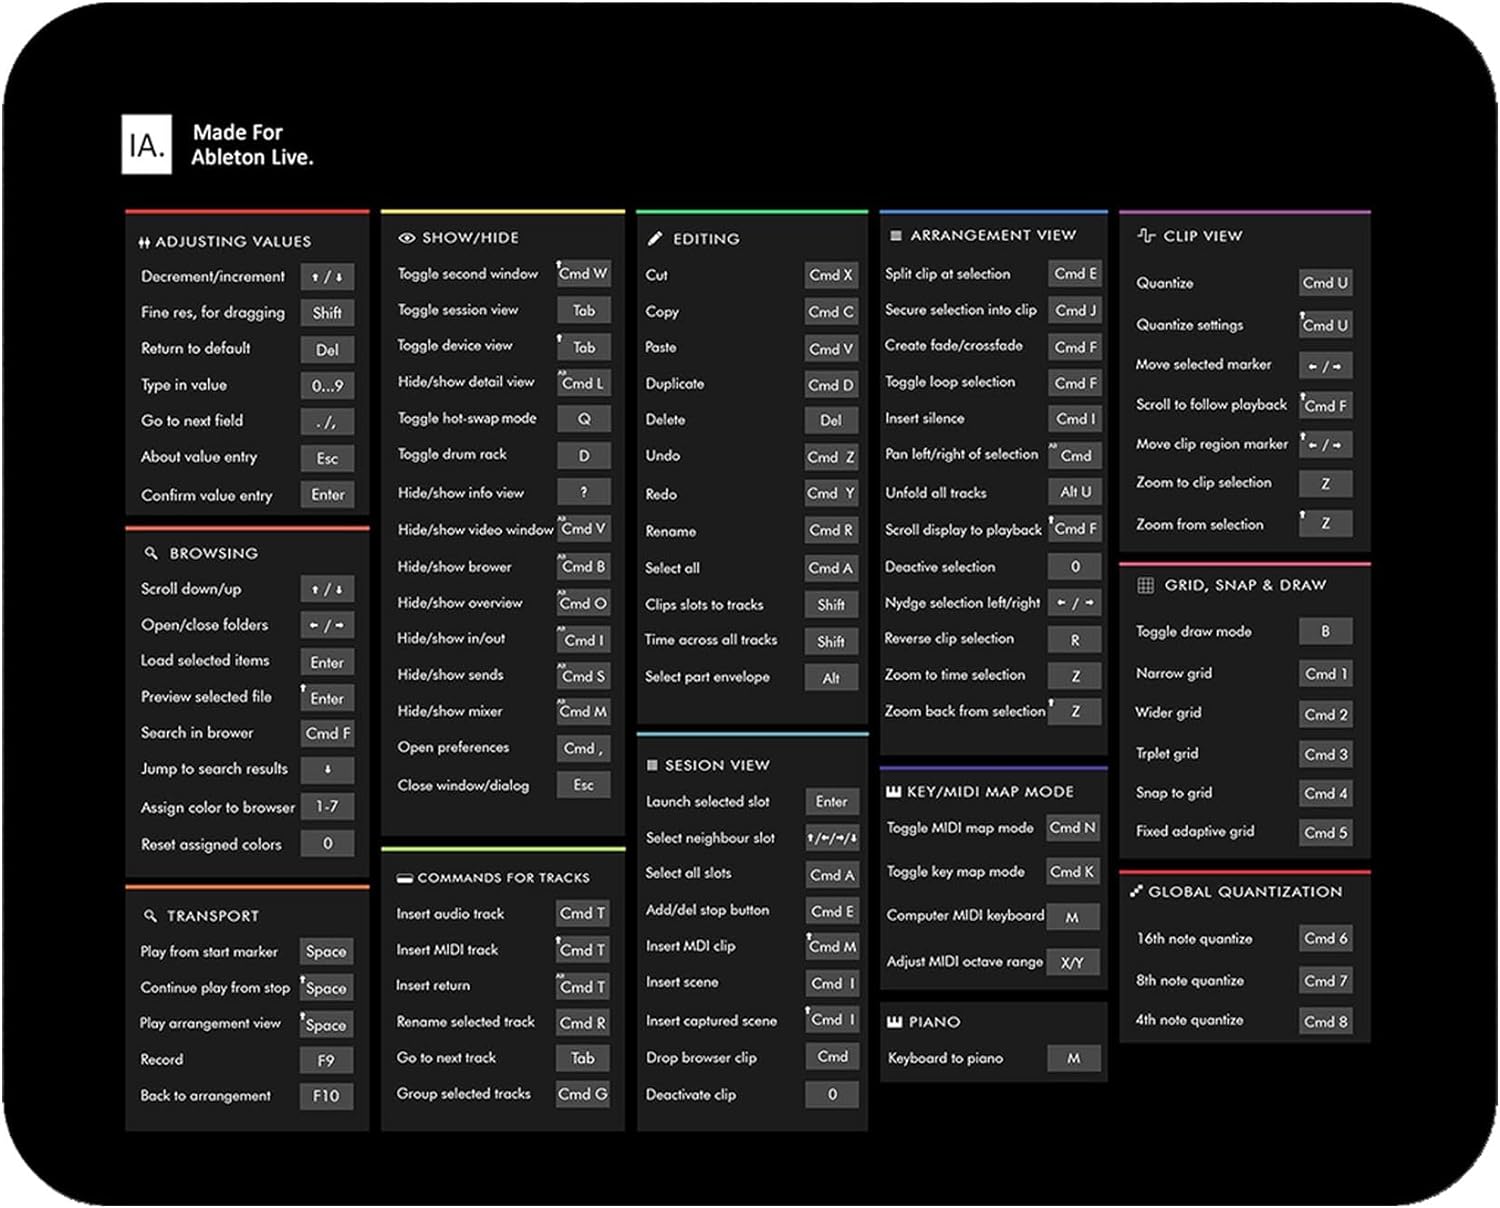 IA.
Made For
Ableton Live.
ADJUSTING VALUES
Decrement/increment ⬆ / ⬇
Fine res, for dragging Shift
Return to default Del
Type in value 0...9
Go to next field . /,
About value entry Esc
Confirm value entry Enter
BROWSING
Scroll down/up ⬆ / ⬇
Open/close folders ⬅ / ➡
Load selected items Enter
Preview selected file ⬆ Enter
Search in brower Cmd F
Jump to search results ⬇
Assign color to browser 1-7
Reset assigned colors 0
TRANSPORT
Play from start marker Space
Continue play from stop ⬆ Space
Play arrangement view ⬆ Space
Record F9
Back to arrangement F10
SHOW/HIDE
Toggle second window ⬆ Cmd W
Toggle session view Tab
Toggle device view ⬆ Tab
Hide/show detail view Alt Cmd L
Toggle hot-swap mode Q
Toggle drum rack D
Hide/show info view ?
Hide/show video window Alt Cmd V
Hide/show brower Alt Cmd B
Hide/show overview Alt Cmd O
Hide/show in/out Alt Cmd I
Hide/show sends Alt Cmd S
Hide/show mixer Alt Cmd M
Open preferences Cmd ,
Close window/dialog Esc
COMMANDS FOR TRACKS
Insert audio track Cmd T
Insert MIDI track ⬆ Cmd T
Insert return Alt Cmd T
Rename selected track Cmd R
Go to next track Tab
Group selected tracks Cmd G
EDITING
Cut Cmd X
Copy Cmd C
Paste Cmd V
Duplicate Cmd D
Delete Del
Undo Cmd Z
Redo Cmd Y
Rename Cmd R
Select all Cmd A
Clips slots to tracks Shift
Time across all tracks Shift
Select part envelope Alt
SESION VIEW
Launch selected slot Enter
Select neighbour slot ⬆/⬅/➡/⬇
Select all slots Cmd A
Add/del stop button Cmd E
Insert MDI clip ⬆ Cmd M
Insert scene Cmd I
Insert captured scene ⬆ Cmd I
Drop browser clip Cmd
Deactivate clip 0
ARRANGEMENT VIEW
Split clip at selection Cmd E
Secure selection into clip Cmd J
Create fade/crossfade Cmd F
Toggle loop selection Cmd F
Insert silence Cmd I
Pan left/right of selection Alt Cmd
Unfold all tracks Alt U
Scroll display to playback ⬆ Cmd F
Deactive selection 0
Nydge selection left/right ⬅ / ➡
Reverse clip selection R
Zoom to time selection Z
Zoom back from selection ⬆ Z
KEY/MIDI MAP MODE
Toggle MIDI map mode Cmd N
Toggle key map mode Cmd K
Computer MIDI keyboard M
Adjust MIDI octave range X/Y
PIANO
Keyboard to piano M
CLIP VIEW
Quantize Cmd U
Quantize settings ⬆ Cmd U
Move selected marker ⬅ / ➡
Scroll to follow playback ⬆ Cmd F
Move clip region marker ⬆ ⬅ / ➡
Zoom to clip selection Z
Zoom from selection ⬆ Z
GRID, SNAP & DRAW
Toggle draw mode B
Narrow grid Cmd 1
Wider grid Cmd 2
Trplet grid Cmd 3
Snap to grid Cmd 4
Fixed adaptive grid Cmd 5
GLOBAL QUANTIZATION
16th note quantize Cmd 6
8th note quantize Cmd 7
4th note quantize Cmd 8